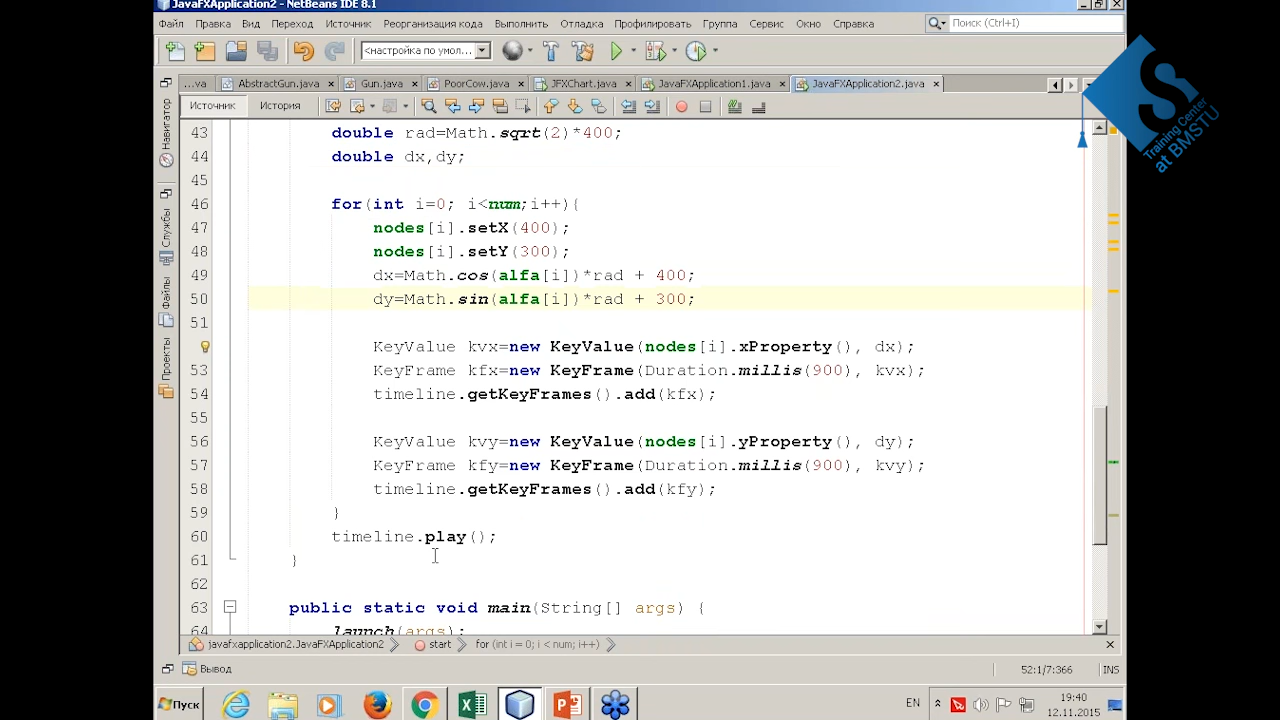 JavaFXApplication2 - NetBeans IDE 8.1
Файл Правка Вид Переход Источник Реорганизация кода Выполнить Отладка Профилировать Группа Сервис Окно Справка Поиск (Ctrl+I)
<настройка по умол...
...va AbstractGun.java Gun.java PoorCow.java JFXChart.java JavaFXApplication1.java JavaFXApplication2.java
Источник История
43 double rad=Math.sqrt(2)*400;
44 double dx,dy;
45
46 for(int i=0; i<num;i++){
47 nodes[i].setX(400);
48 nodes[i].setY(300);
49 dx=Math.cos(alfa[i])*rad + 400;
50 dy=Math.sin(alfa[i])*rad + 300;
51
KeyValue kvx=new KeyValue(nodes[i].xProperty(), dx);
53 KeyFrame kfx=new KeyFrame(Duration.millis(900), kvx);
54 timeline.getKeyFrames().add(kfx);
55
56 KeyValue kvy=new KeyValue(nodes[i].yProperty(), dy);
57 KeyFrame kfy=new KeyFrame(Duration.millis(900), kvy);
58 timeline.getKeyFrames().add(kfy);
59 }
60 timeline.play();
61 }
62
63 public static void main(String[] args) {
64 launch(args);
javafxapplication2.JavaFXApplication2 start for (int i = 0; i < num; i++)
Вывод 52:1/7:366 INS
Пуск EN 19:40
12.11.2015
Навигатор
Службы
Файлы
Проекты
Training Center
at BMSTU